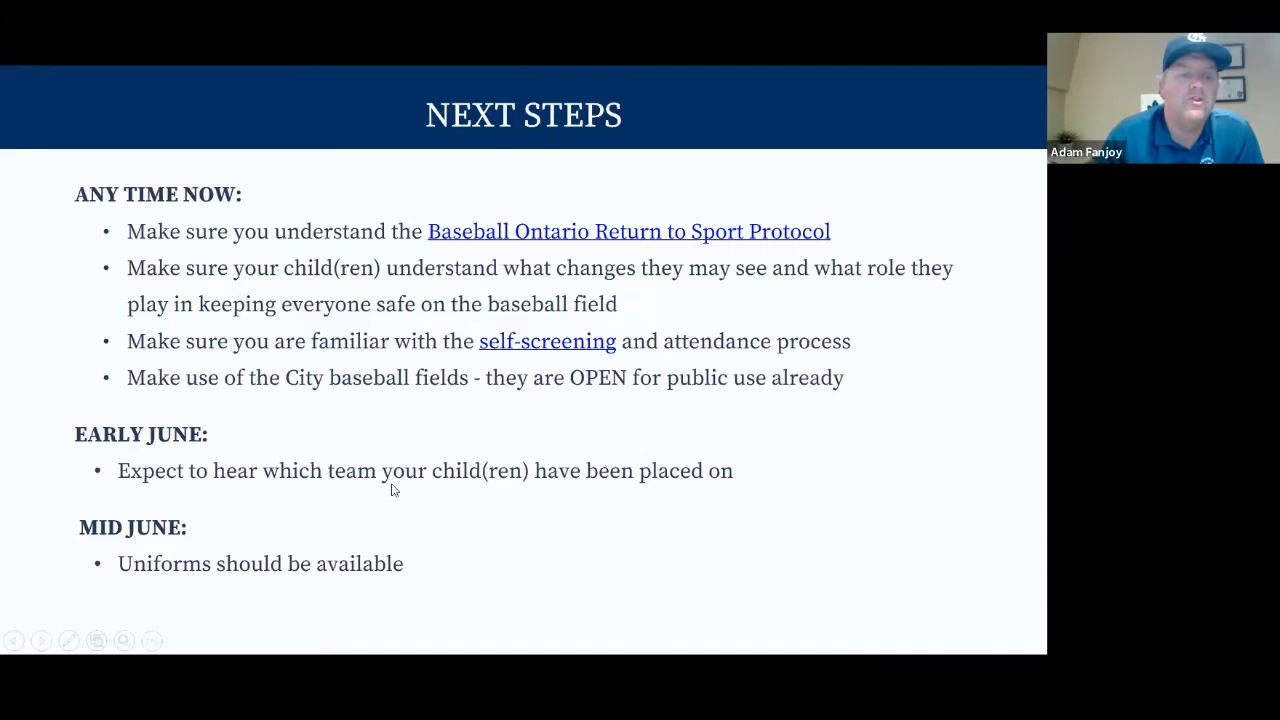 NEXT STEPS
Adam Fanjoy
ANY TIME NOW:
• Make sure you understand the Baseball Ontario Return to Sport Protocol
• Make sure your child(ren) understand what changes they may see and what role they
play in keeping everyone safe on the baseball field
• Make sure you are familiar with the self-screening and attendance process
• Make use of the City baseball fields - they are OPEN for public use already
EARLY JUNE:
• Expect to hear which team your child(ren) have been placed on
MID JUNE:
• Uniforms should be available